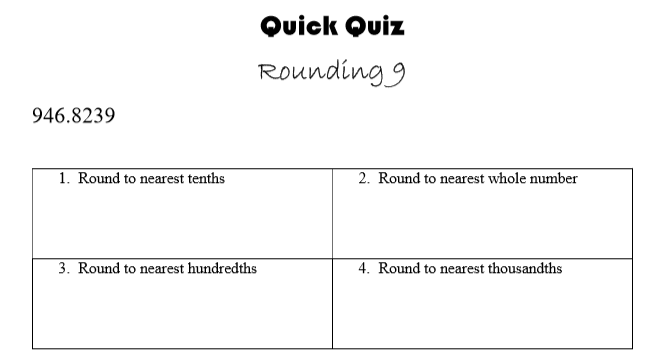 Quick Quiz
Rounding 9
946.8239
1. Round to nearest tenths
2. Round to nearest whole number
3. Round to nearest hundredths
4. Round to nearest thousandths